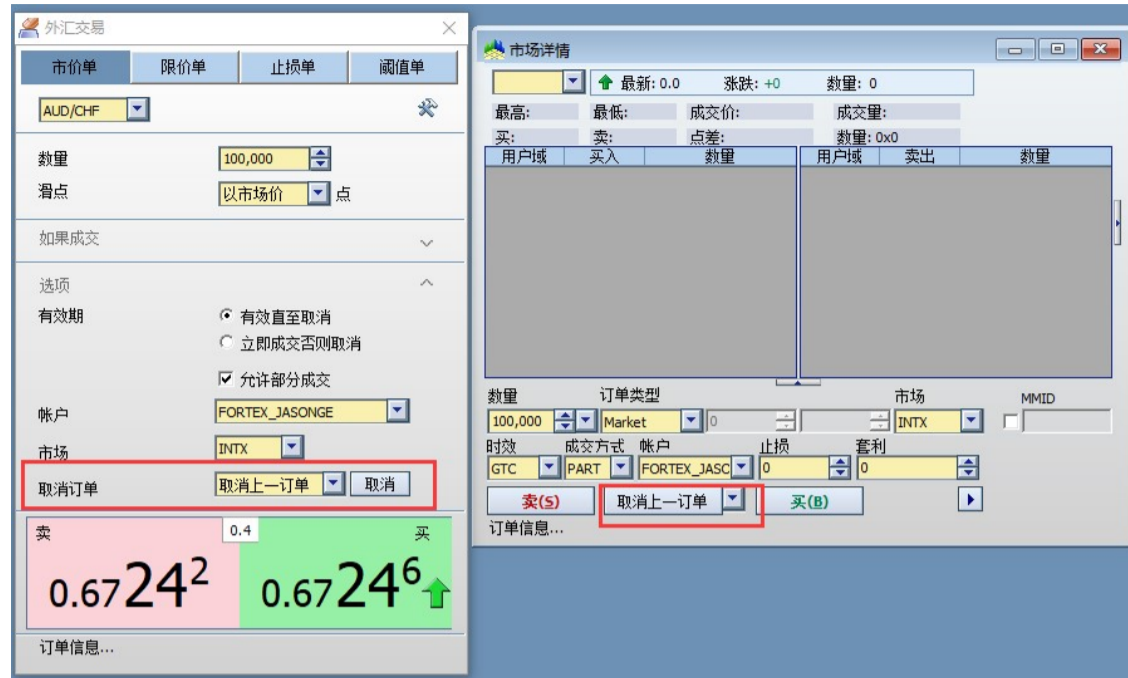 外汇交易
市价单 限价单 止损单 阈值单
AUD/CHF
数量 100,000
滑点 以市场价 点
如果成交
选项
有效期 有效直至取消
立即成交否则取消
允许部分成交
帐户 FORTEX_JASONGE
市场 INTX
取消订单 取消上一订单 取消
卖 0.4 买
0.67242 0.67246
订单信息...
市场详情
最新: 0.0 涨跌: +0 数量: 0
最高: 最低: 成交价: 成交量:
买: 卖: 点差: 数量: 0x0
用户域 买入 数量 用户域 卖出 数量
数量 订单类型 市场 MMID
100,000 Market 0 INTX
时效 成交方式 帐户 止损 套利
GTC PART FORTEX_JASC 0 0
卖(S) 取消上一订单 买(B)
订单信息...